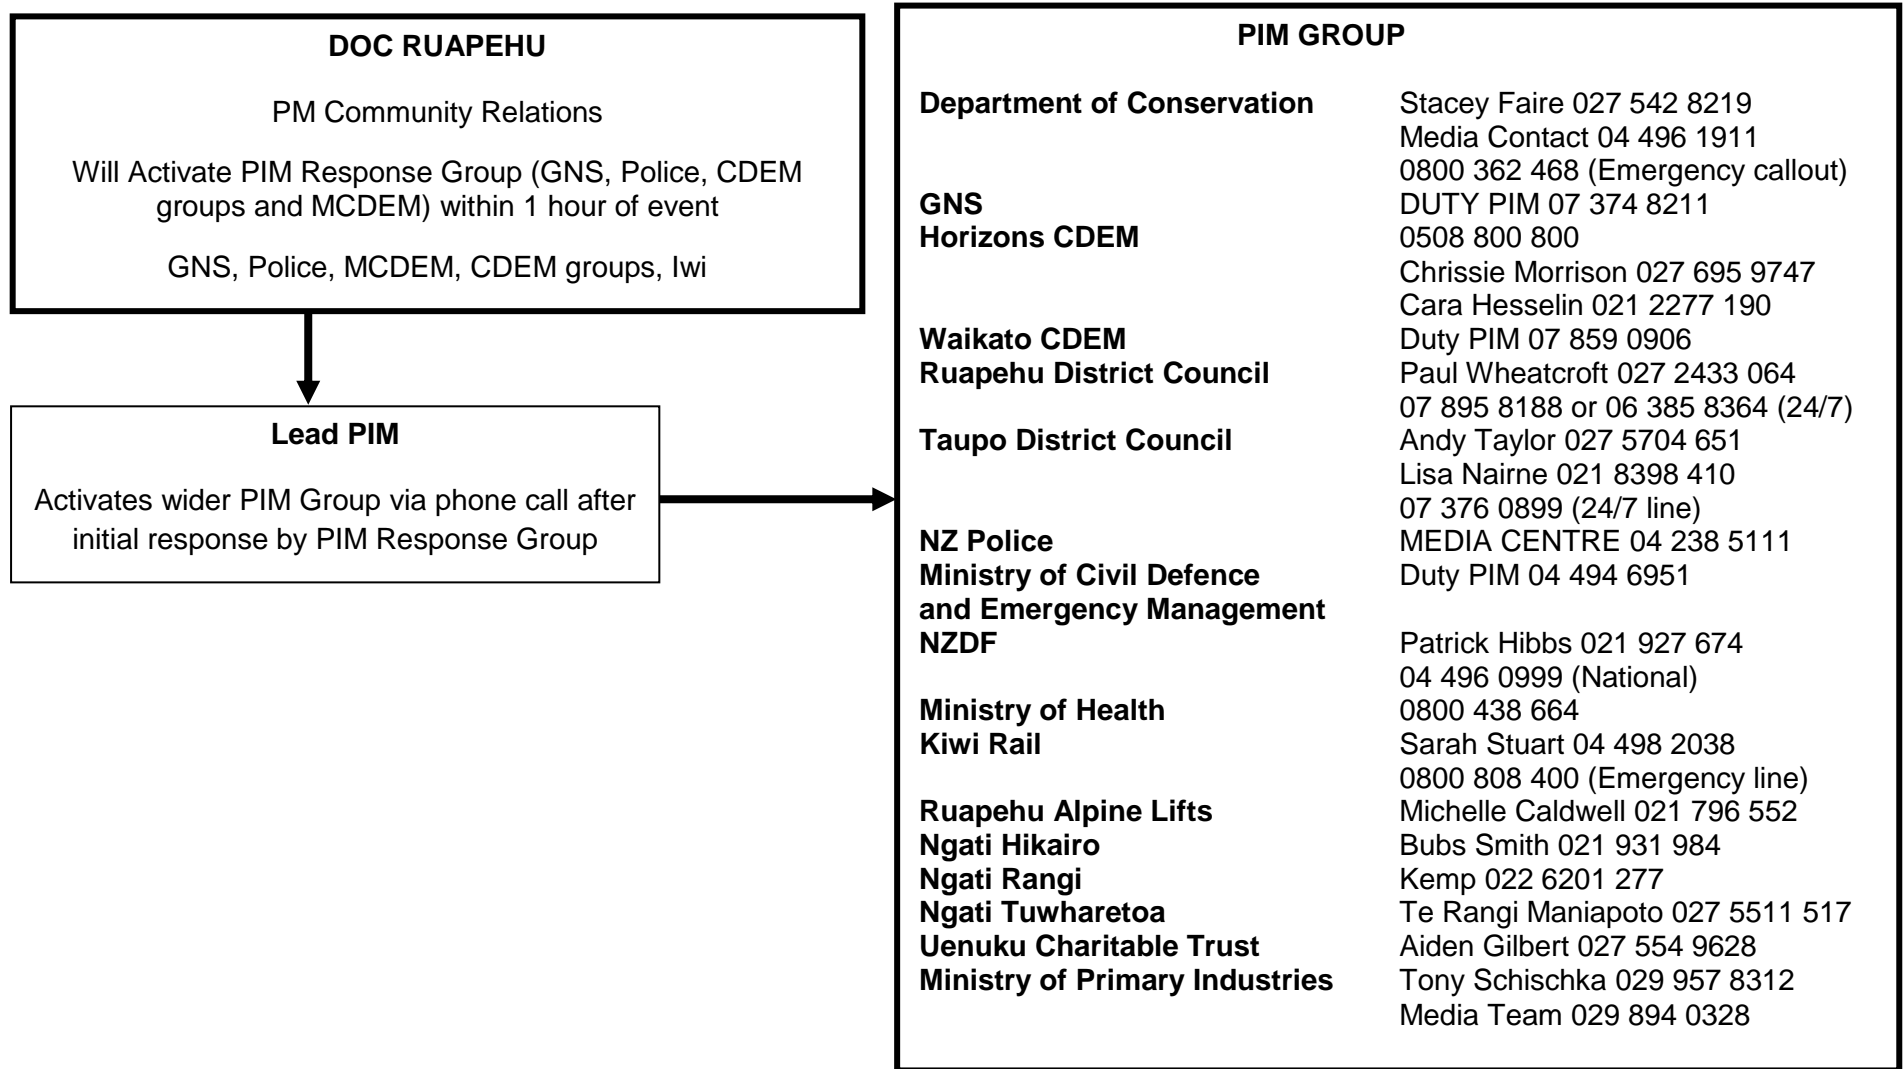 DOC RUAPEHU
PM Community Relations
Will Activate PIM Response Group (GNS, Police, CDEM
groups and MCDEM) within 1 hour of event
GNS, Police, MCDEM, CDEM groups, Iwi
Lead PIM
Activates wider PIM Group via phone call after
initial response by PIM Response Group
PIM GROUP
Department of Conservation Stacey Faire 027 542 8219
Media Contact 04 496 1911
0800 362 468 (Emergency callout)
GNS DUTY PIM 07 374 8211
Horizons CDEM 0508 800 800
Chrissie Morrison 027 695 9747
Cara Hesselin 021 2277 190
Waikato CDEM Duty PIM 07 859 0906
Ruapehu District Council Paul Wheatcroft 027 2433 064
07 895 8188 or 06 385 8364 (24/7)
Taupo District Council Andy Taylor 027 5704 651
Lisa Nairne 021 8398 410
07 376 0899 (24/7 line)
NZ Police MEDIA CENTRE 04 238 5111
Ministry of Civil Defence Duty PIM 04 494 6951
and Emergency Management
NZDF Patrick Hibbs 021 927 674
04 496 0999 (National)
Ministry of Health 0800 438 664
Kiwi Rail Sarah Stuart 04 498 2038
0800 808 400 (Emergency line)
Ruapehu Alpine Lifts Michelle Caldwell 021 796 552
Ngati Hikairo Bubs Smith 021 931 984
Ngati Rangi Kemp 022 6201 277
Ngati Tuwharetoa Te Rangi Maniapoto 027 5511 517
Uenuku Charitable Trust Aiden Gilbert 027 554 9628
Ministry of Primary Industries Tony Schischka 029 957 8312
Media Team 029 894 0328